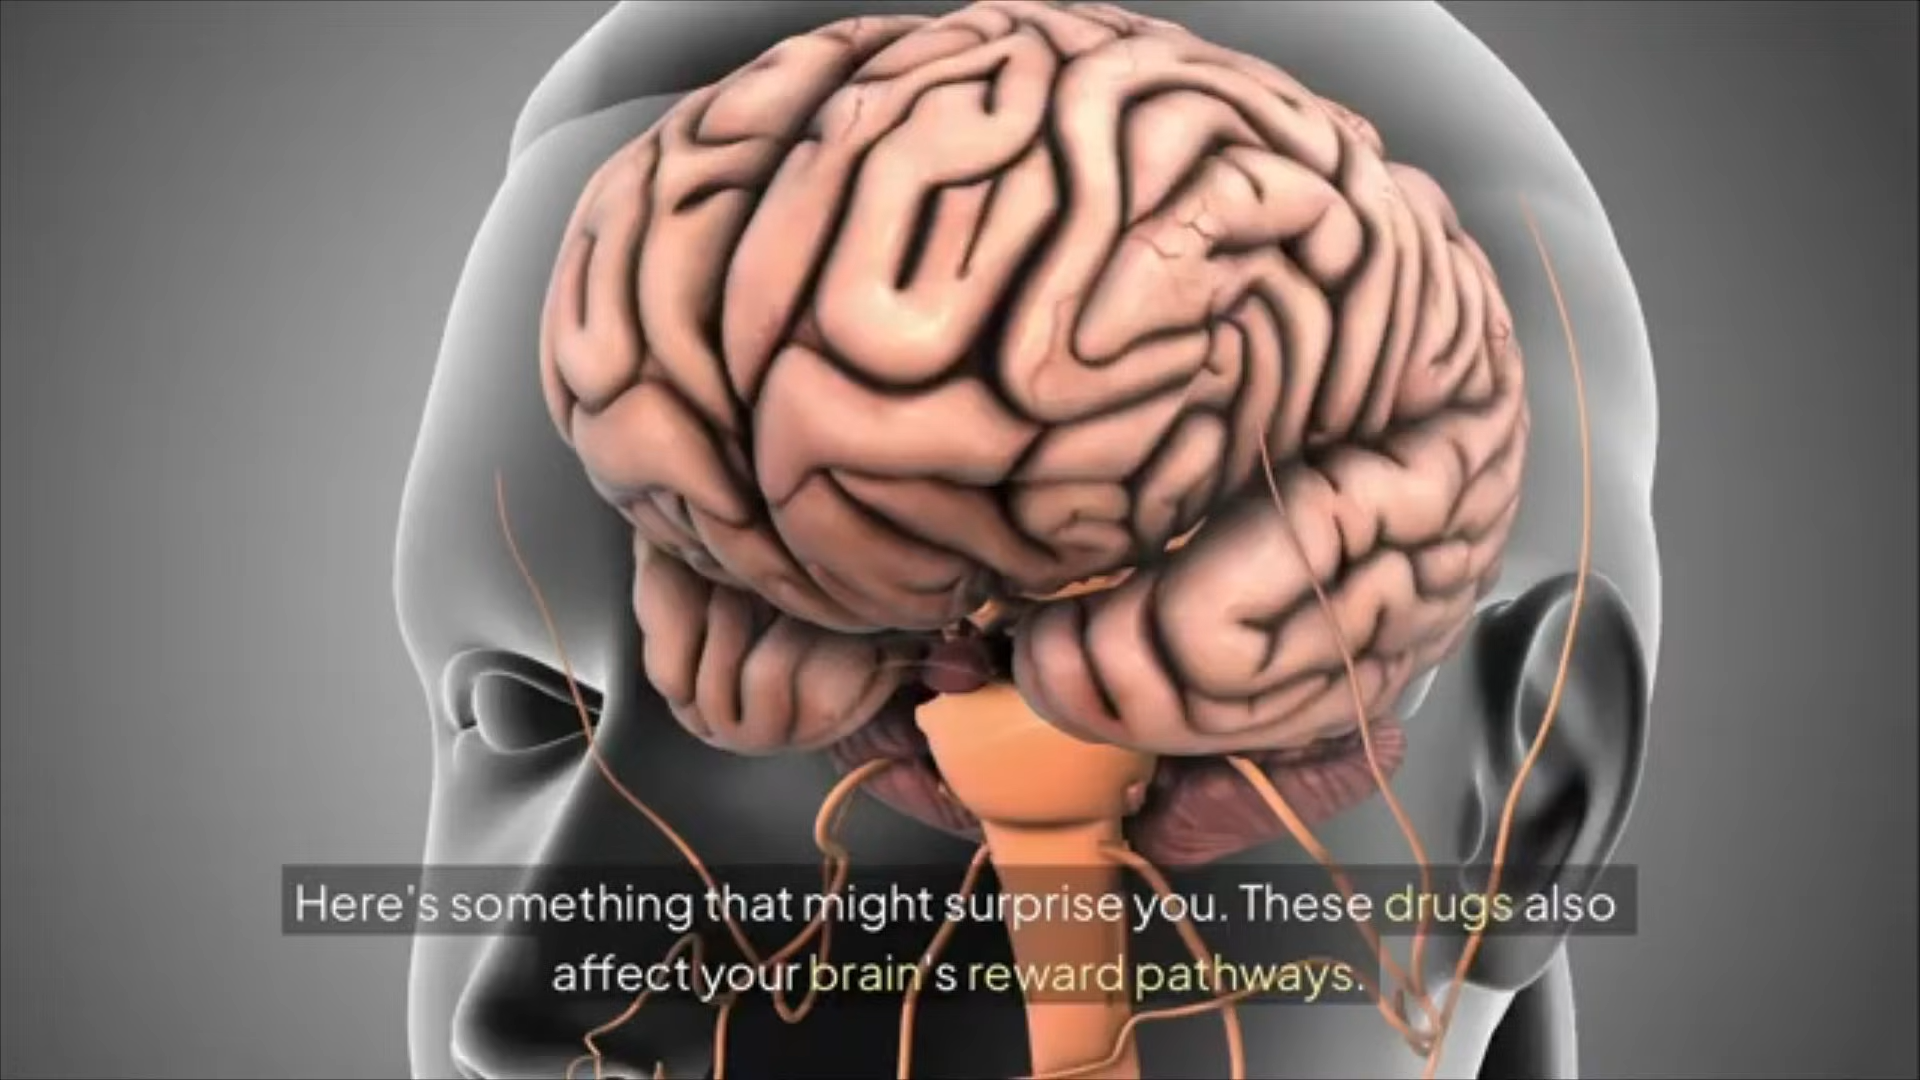 Here's something that might surprise you. These drugs also
affect your brain's reward pathways.